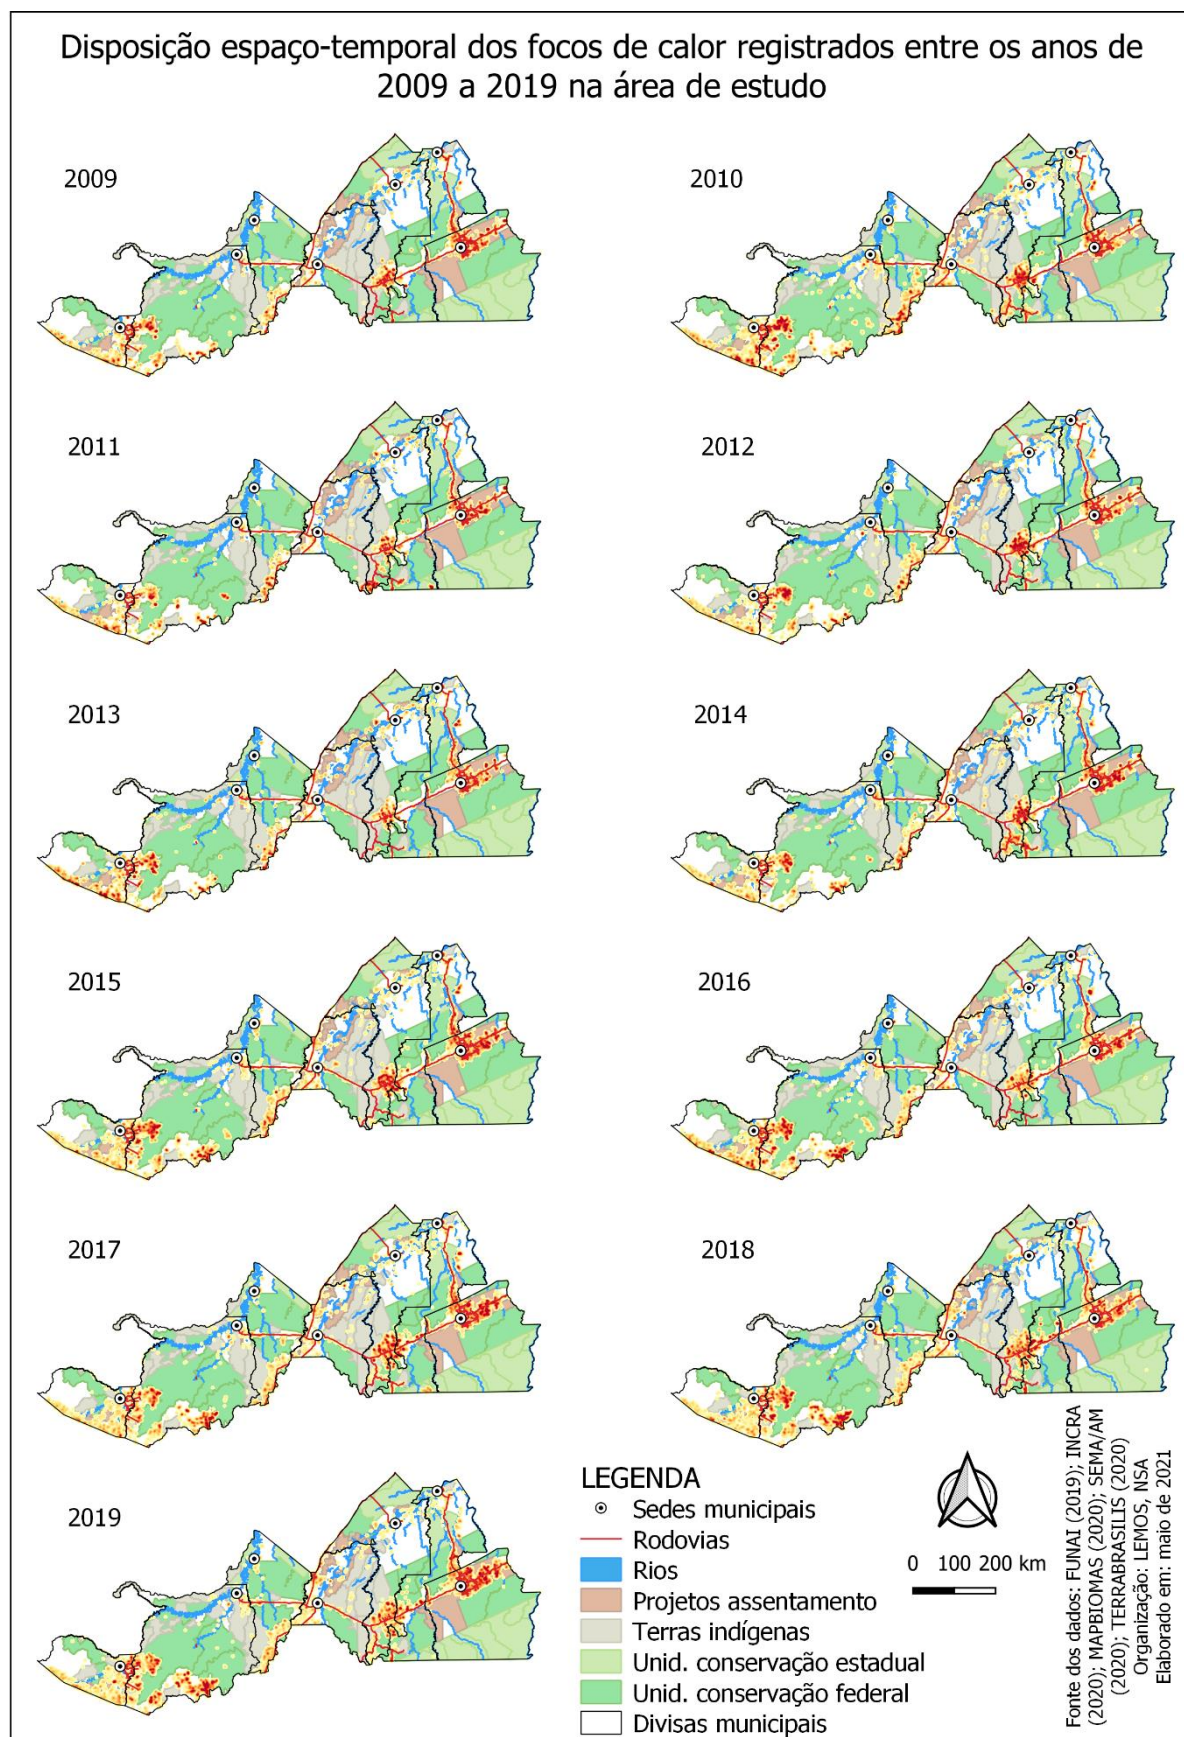 Disposição espaço-temporal dos focos de calor registrados entre os anos de
2009 a 2019 na área de estudo
2009
2010
2011
2012
2013
2014
2015
2016
2017
2018
2019
LEGENDA
Sedes municipais
Rodovias
Rios
Projetos assentamento
Terras indígenas
Unid. conservação estadual
Unid. conservação federal
Divisas municipais
0 100 200 km
Fonte dos dados: FUNAI (2019); INCRA
(2020); MAPBIOMAS (2020); SEMA/AM
(2020); TERRABRASILIS (2020)
Organização: LEMOS, NSA
Elaborado em: maio de 2021